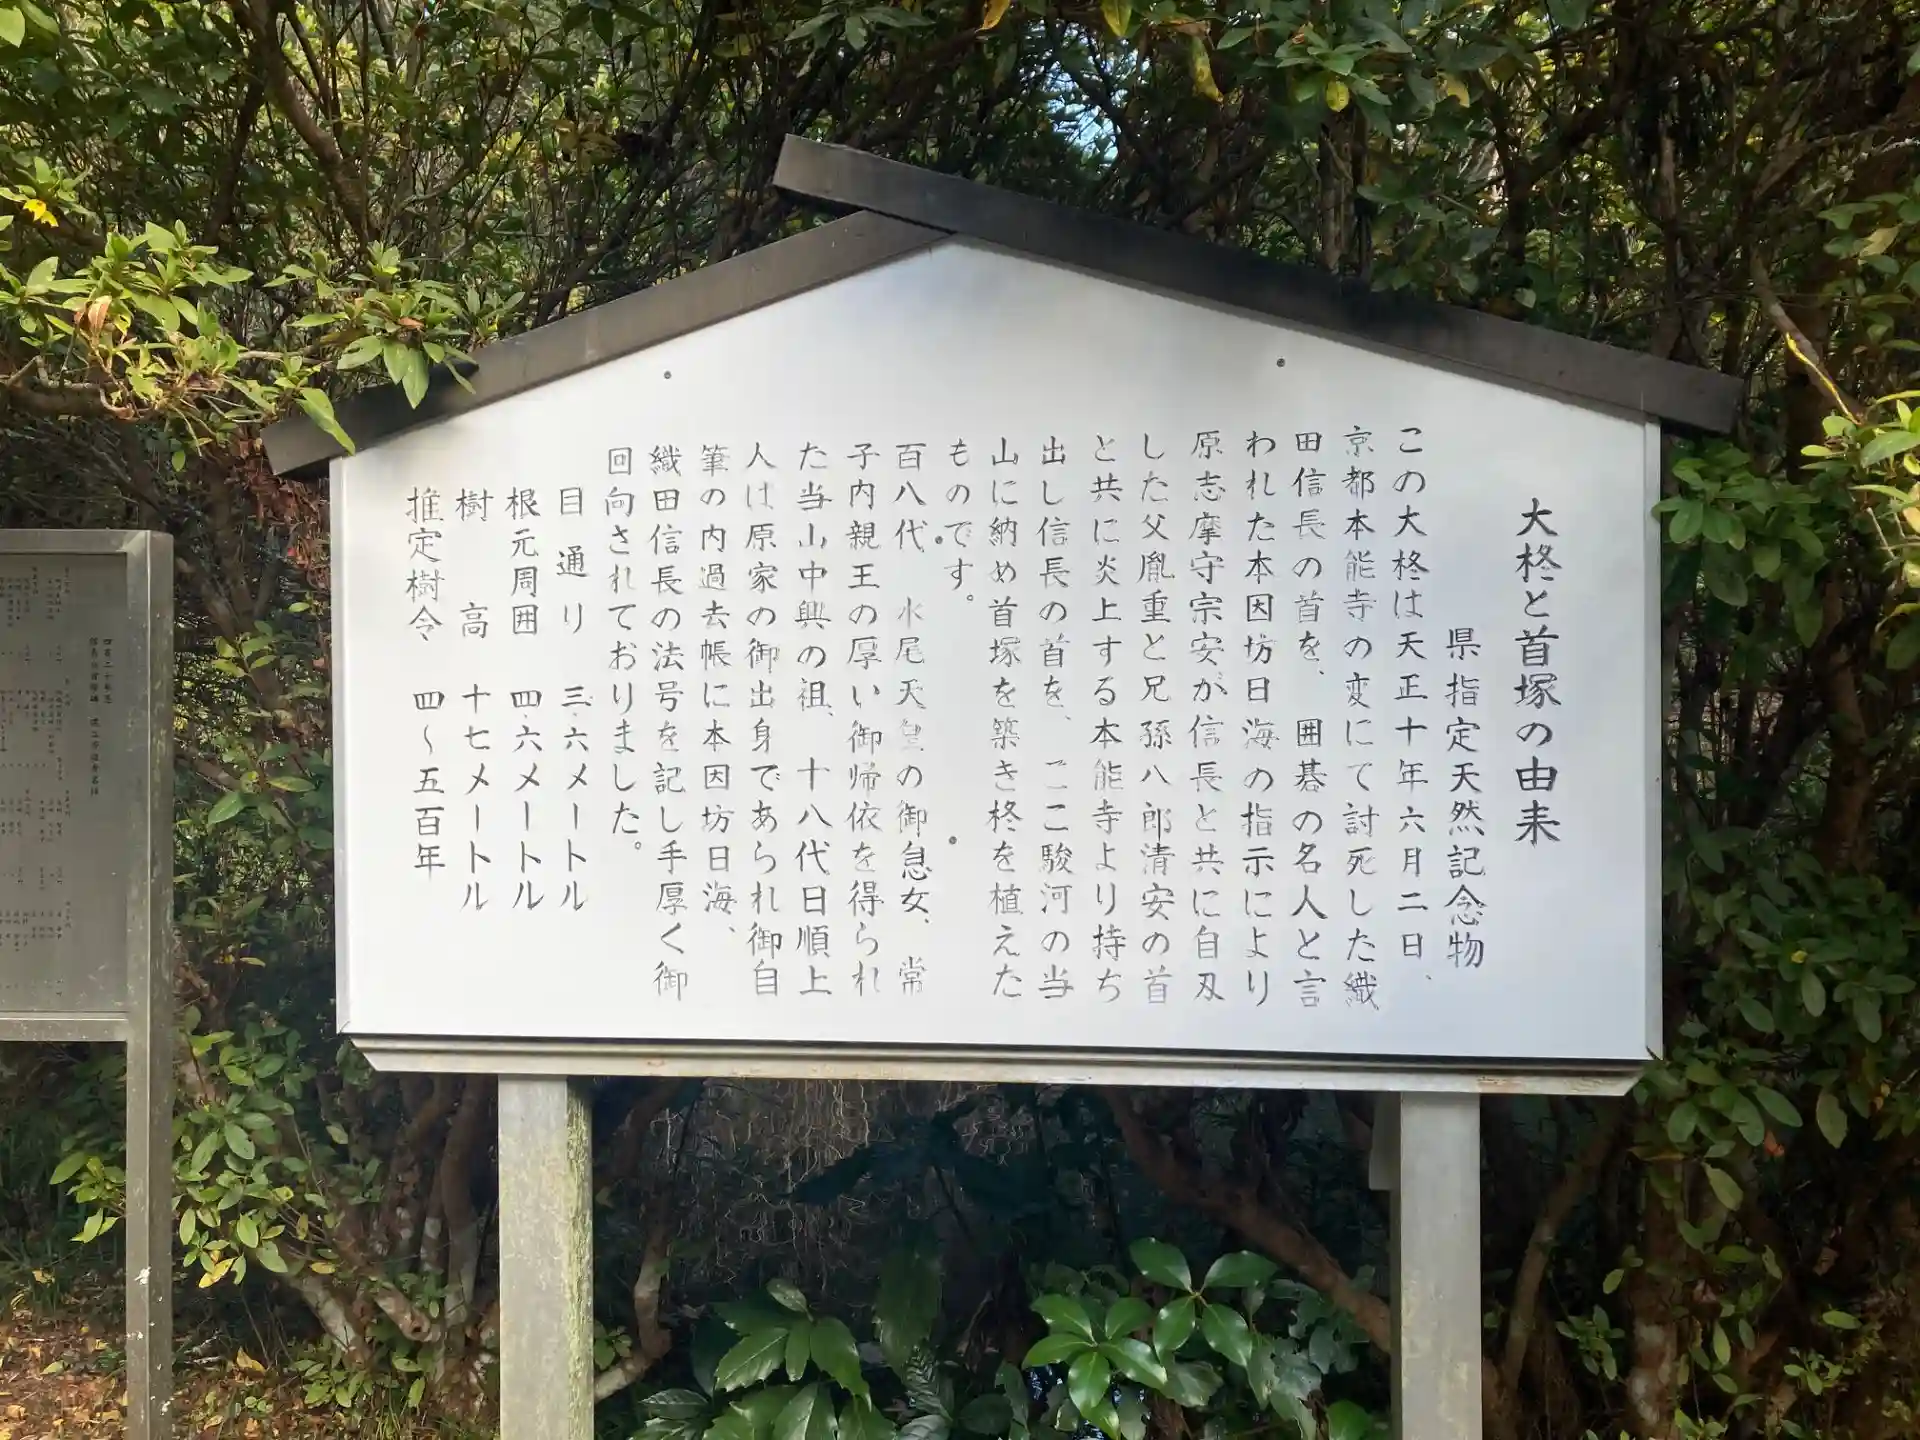 大柊と首塚の由来
県指定天然記念物
この大柊は天正十年六月二日、
京都本能寺の変にて討死した織
田信長の首を、囲碁の名人と言
われた本因坊日海の指示により
原志摩守宗安が信長と共に自刃
した父胤重と兄孫八郎清安の首
と共に炎上する本能寺より持ち
出し信長の首を、ここ駿河の当
山に納め首塚を築き柊を植えた
ものです。
百八代、水尾天皇の御息女、常
子内親王の厚い御帰依を得られ
た当山中興の祖、十八代日順上
人は原家の御出身であられ御自
筆の内過去帳に本因坊日海、
織田信長の法号を記し手厚く御
回向されておりました。
目通り 三・六メートル
根元周囲 四・六メートル
樹高 十七メートル
推定樹令 四〜五百年